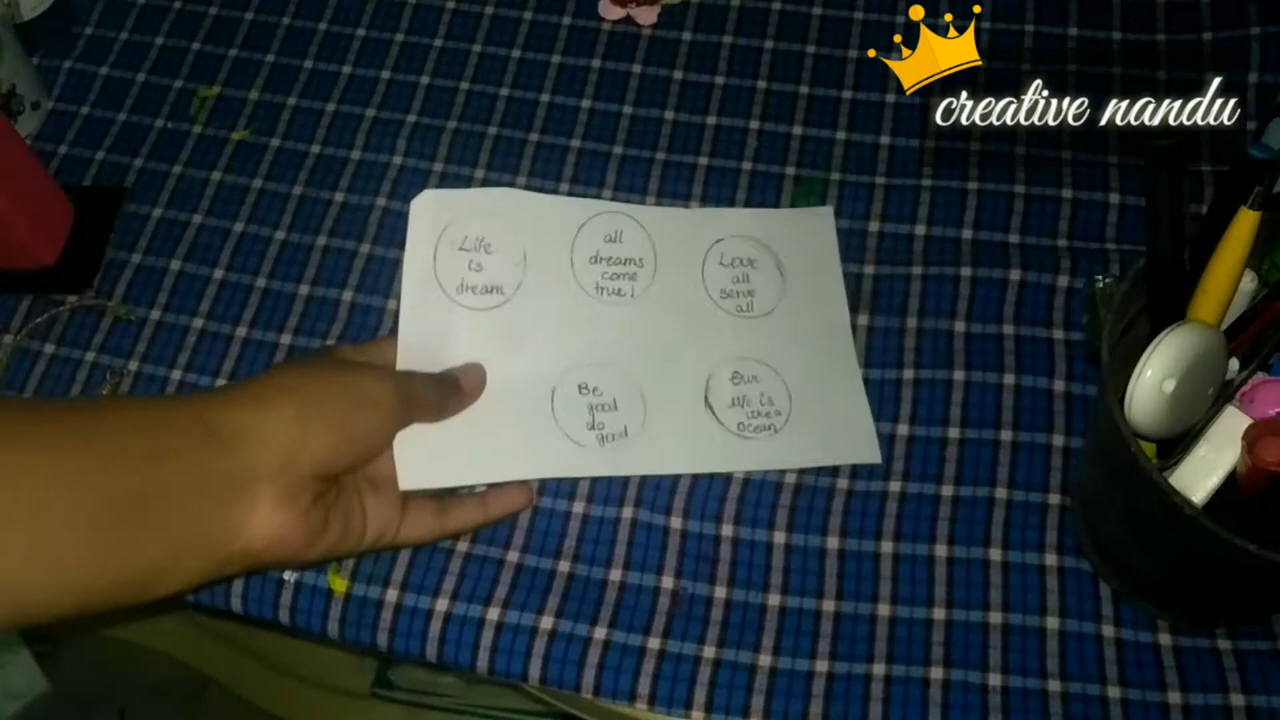 creative nandu
Life
is
dream
all
dreams
come
true!
Love
all
serve
all
Be
good
do
good
Our
life is
like a
ocean